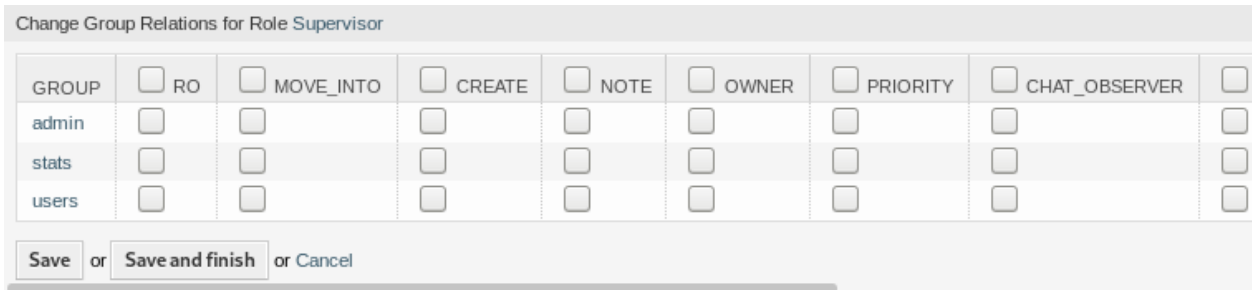 Change Group Relations for Role Supervisor
GROUP RO MOVE_INTO CREATE NOTE OWNER PRIORITY CHAT_OBSERVER
admin
stats
users
Save or Save and finish or Cancel